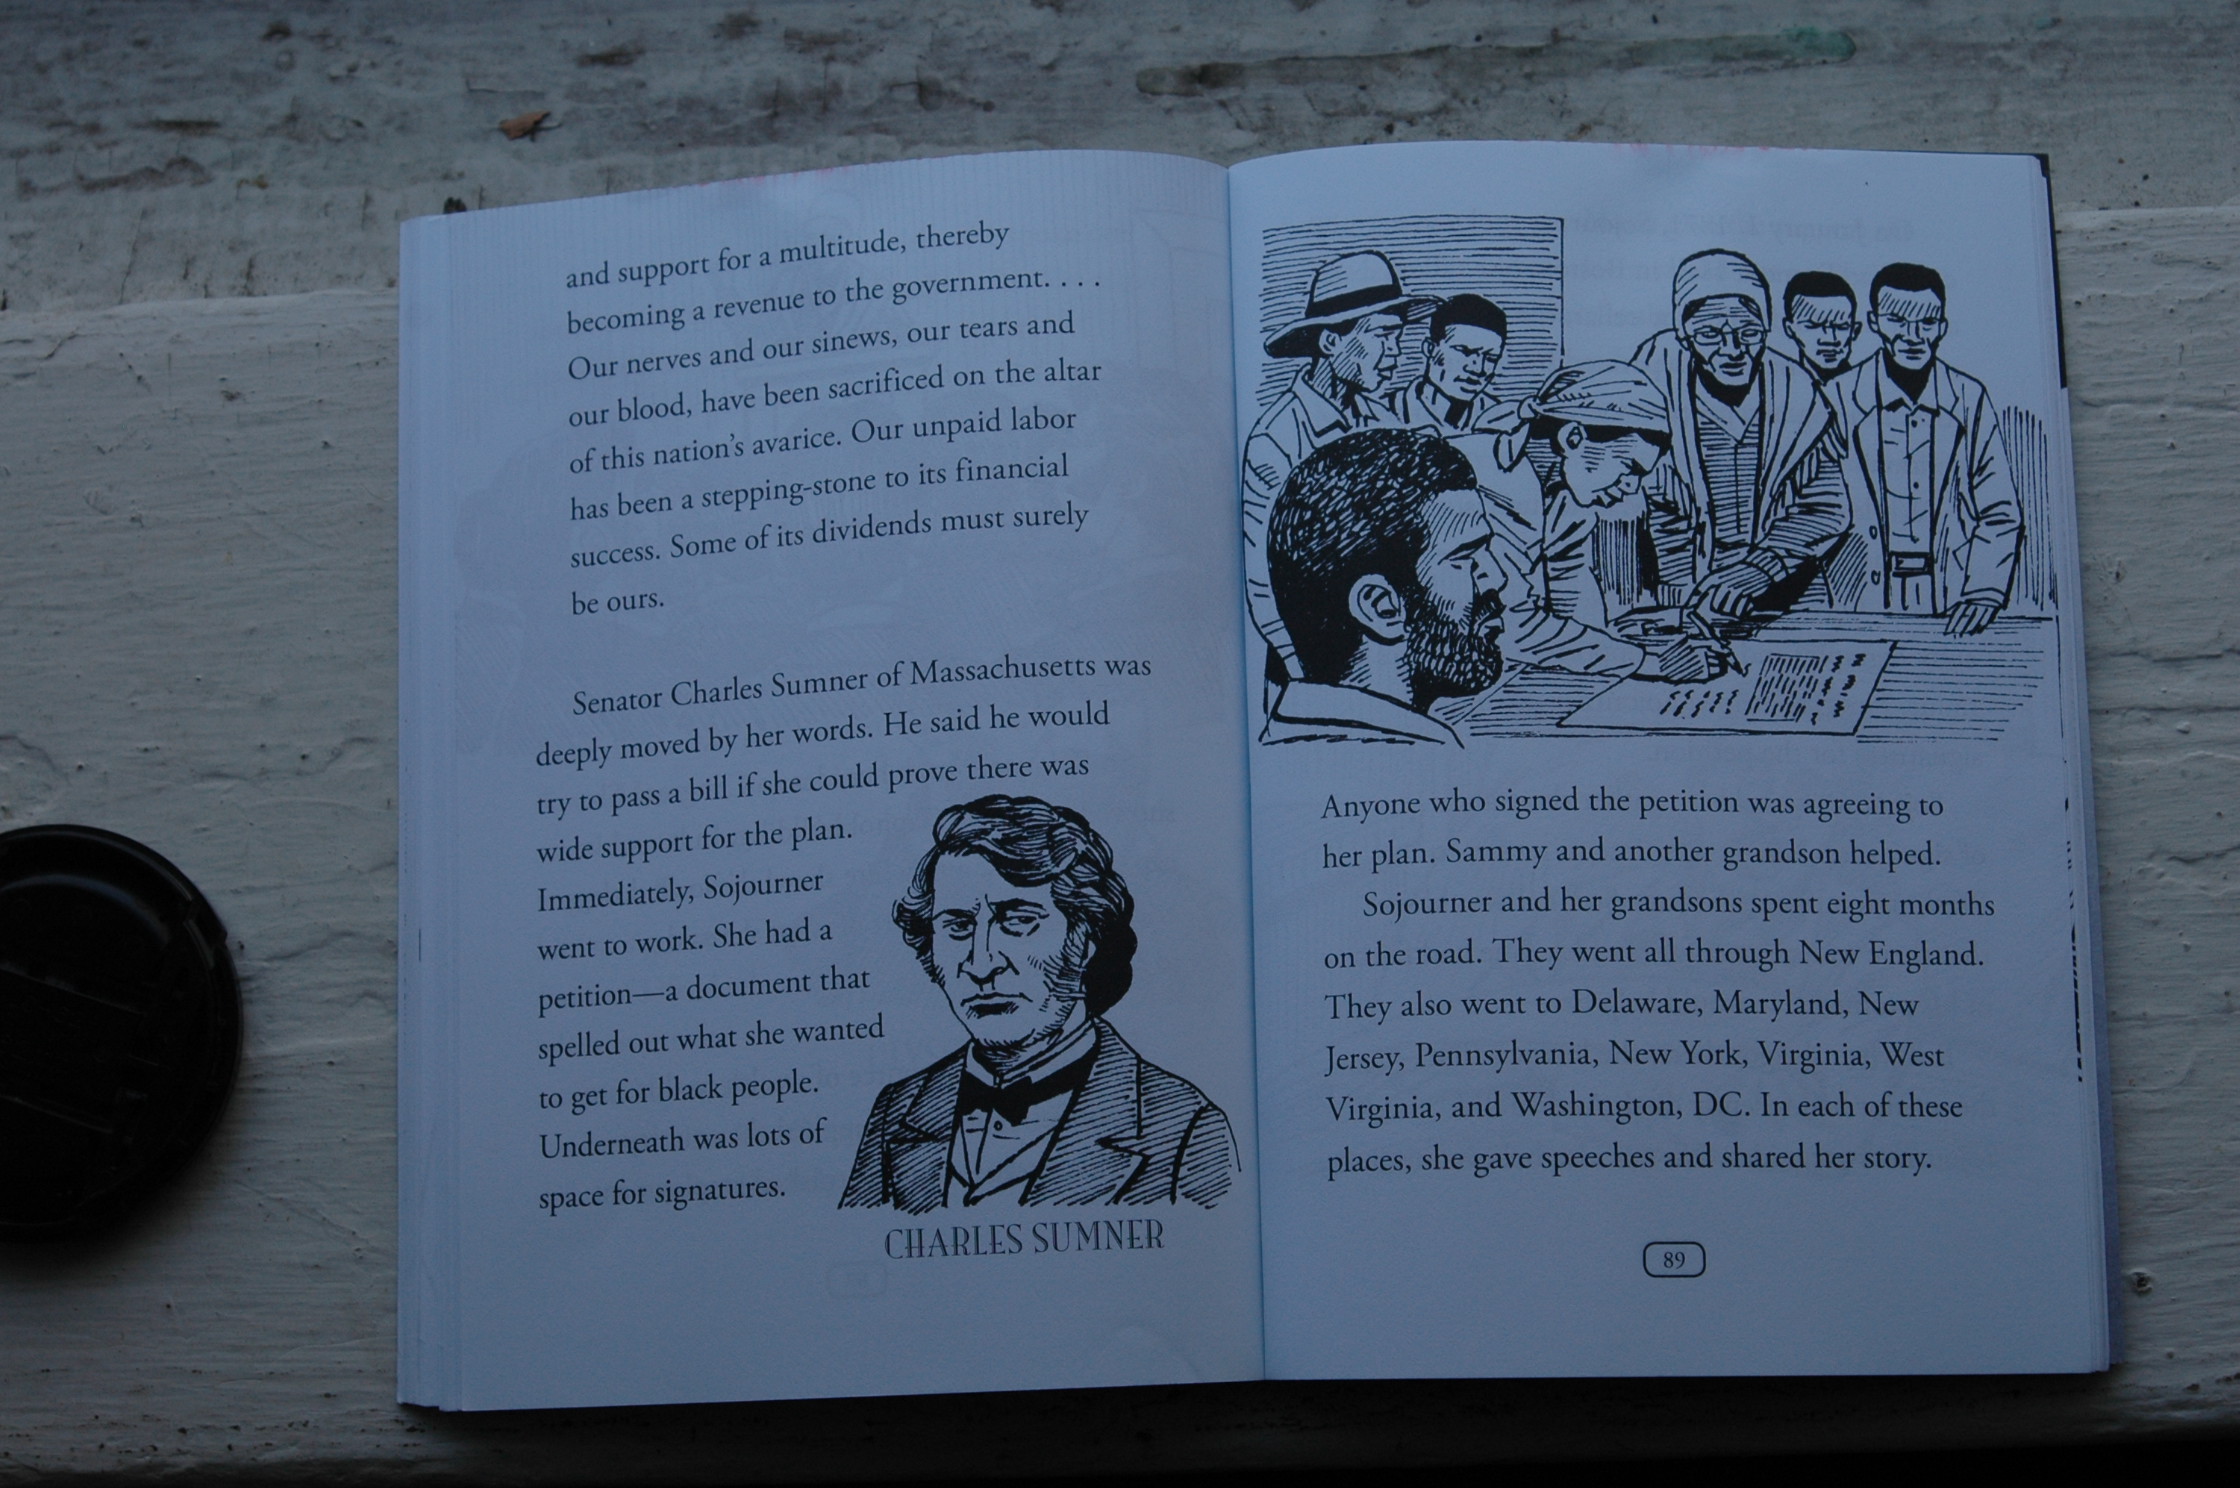 and support for a multitude, thereby
becoming a revenue to the government. . . .
Our nerves and our sinews, our tears and
our blood, have been sacrificed on the altar
of this nation's avarice. Our unpaid labor
has been a stepping-stone to its financial
success. Some of its dividends must surely
be ours.
Senator Charles Sumner of Massachusetts was
deeply moved by her words. He said he would
try to pass a bill if she could prove there was
wide support for the plan.
Immediately, Sojourner
went to work. She had a
petition—a document that
spelled out what she wanted
to get for black people.
Underneath was lots of
space for signatures.
CHARLES SUMNER
Anyone who signed the petition was agreeing to
her plan. Sammy and another grandson helped.
Sojourner and her grandsons spent eight months
on the road. They went all through New England.
They also went to Delaware, Maryland, New
Jersey, Pennsylvania, New York, Virginia, West
Virginia, and Washington, DC. In each of these
places, she gave speeches and shared her story.
89